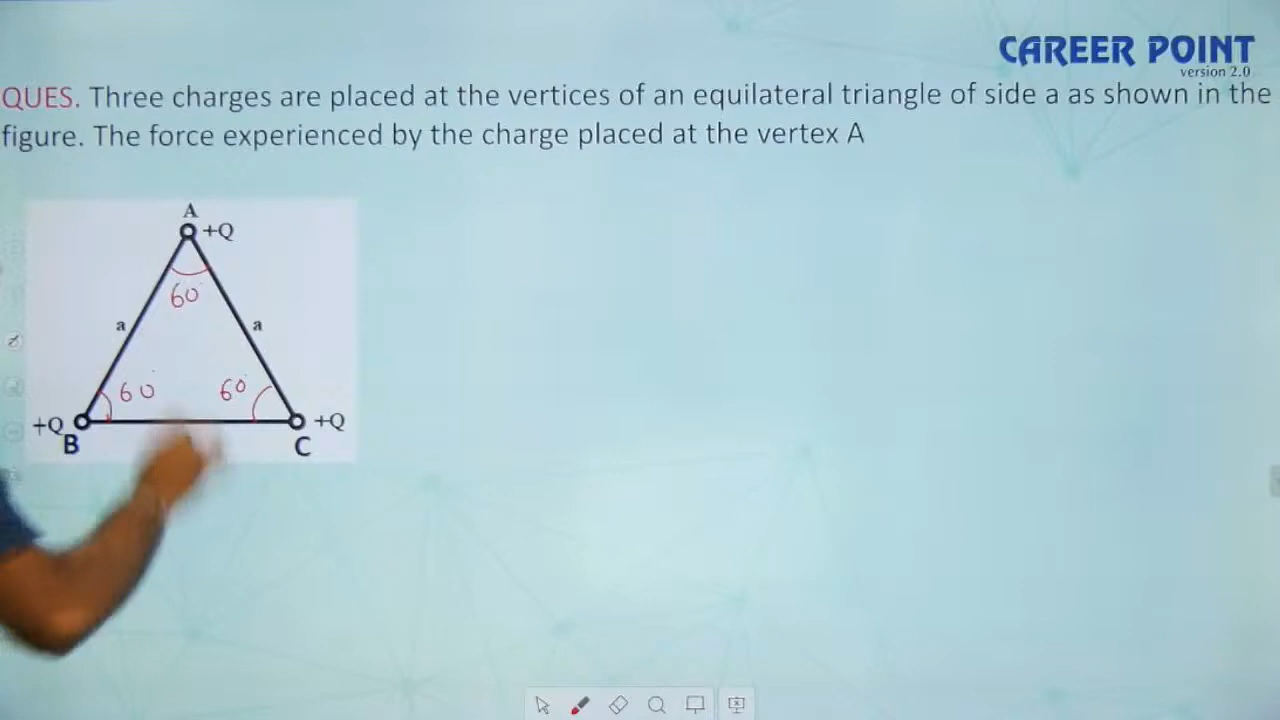 CAREER POINT
version 2.0
QUES. Three charges are placed at the vertices of an equilateral triangle of side a as shown in the
figure. The force experienced by the charge placed at the vertex A
A
+Q
60°
a
a
60°
60°
+Q
B
+Q
C